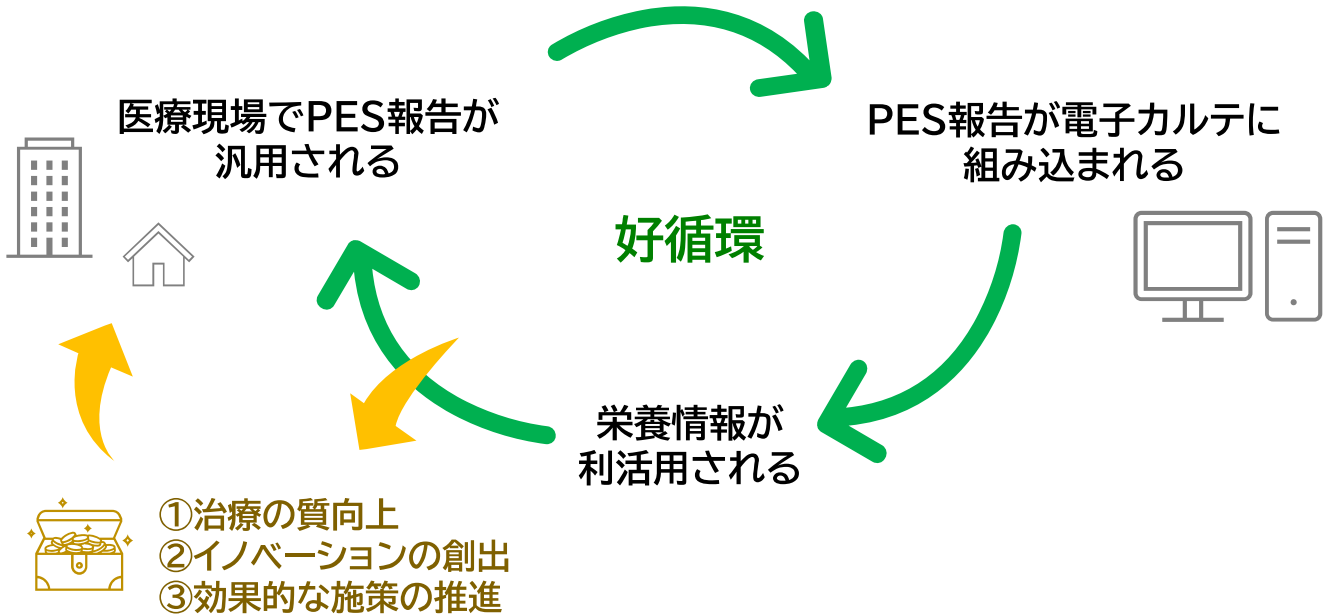 医療現場でPES報告が
汎用される
PES報告が電子カルテに
組み込まれる
好循環
栄養情報が
利活用される
①治療の質向上
②イノベーションの創出
③効果的な施策の推進